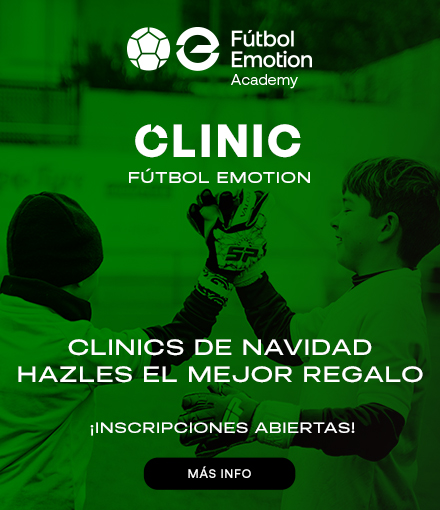 Fútbol
Emotion
Academy
CLINIC
FÚTBOL EMOTION
SP
CLINICS DE NAVIDAD
HAZLES EL MEJOR REGALO
¡INSCRIPCIONES ABIERTAS!
MÁS INFO